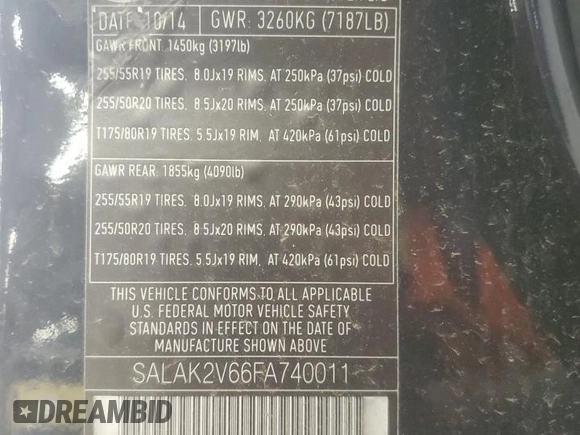 DATE: 10/14 GWR: 3260KG (7187LB)
GAWR FRONT. 1450kg (3197lb)
255/55R19 TIRES. 8.0Jx19 RIMS. AT 250kPa (37psi) COLD
255/50R20 TIRES. 8.5Jx20 RIMS. AT 250kPa (37psi) COLD
T175/80R19 TIRES. 5.5Jx19 RIM. AT 420kPa (61psi) COLD
GAWR REAR. 1855kg (4090lb)
255/55R19 TIRES. 8.0Jx19 RIMS. AT 290kPa (43psi) COLD
255/50R20 TIRES. 8.5Jx20 RIMS. AT 290kPa (43psi) COLD
T175/80R19 TIRES. 5.5Jx19 RIM, AT 420kPa (61psi) COLD
THIS VEHICLE CONFORMS TO ALL APPLICABLE
U.S. FEDERAL MOTOR VEHICLE SAFETY
STANDARDS IN EFFECT ON THE DATE OF
MANUFACTURE SHOWN ABOVE
SALAK2V66FA740011
DREAMBID